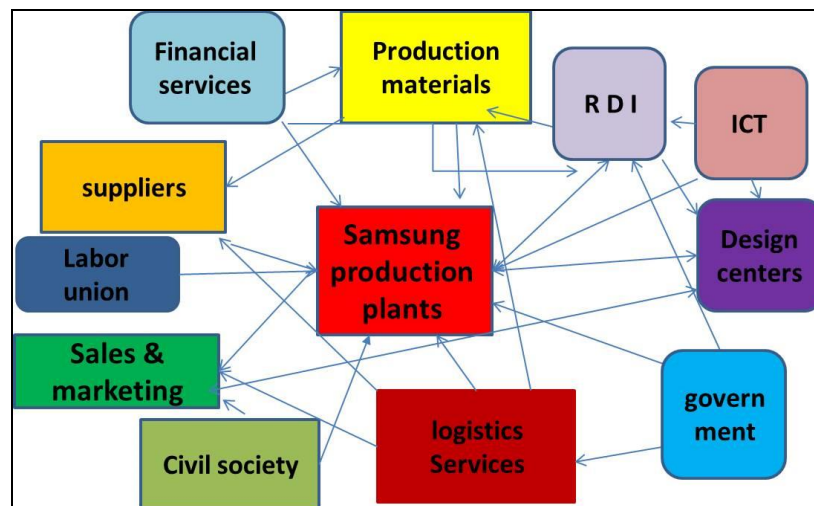 Financial
services
Production
materials
R D I
ICT
suppliers
Labor
union
Samsung
production
plants
Design
centers
Sales &
marketing
govern
ment
logistics
Services
Civil society